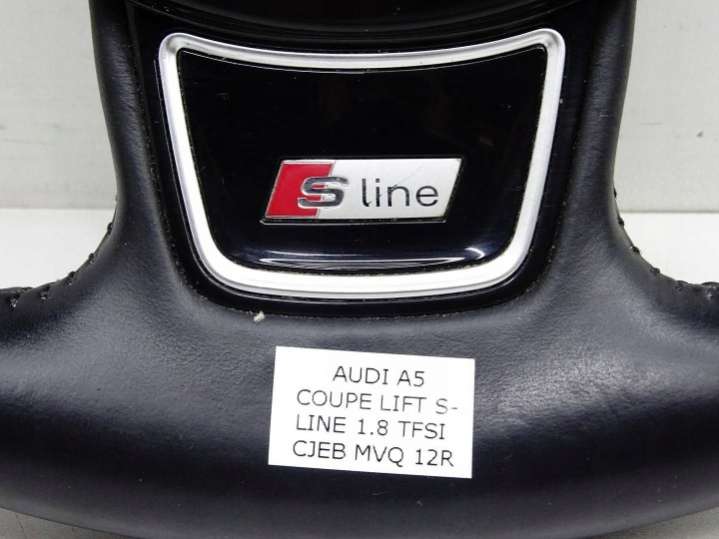 S line
AUDI A5
COUPE LIFT S-
LINE 1.8 TFSI
CJEB MVQ 12R